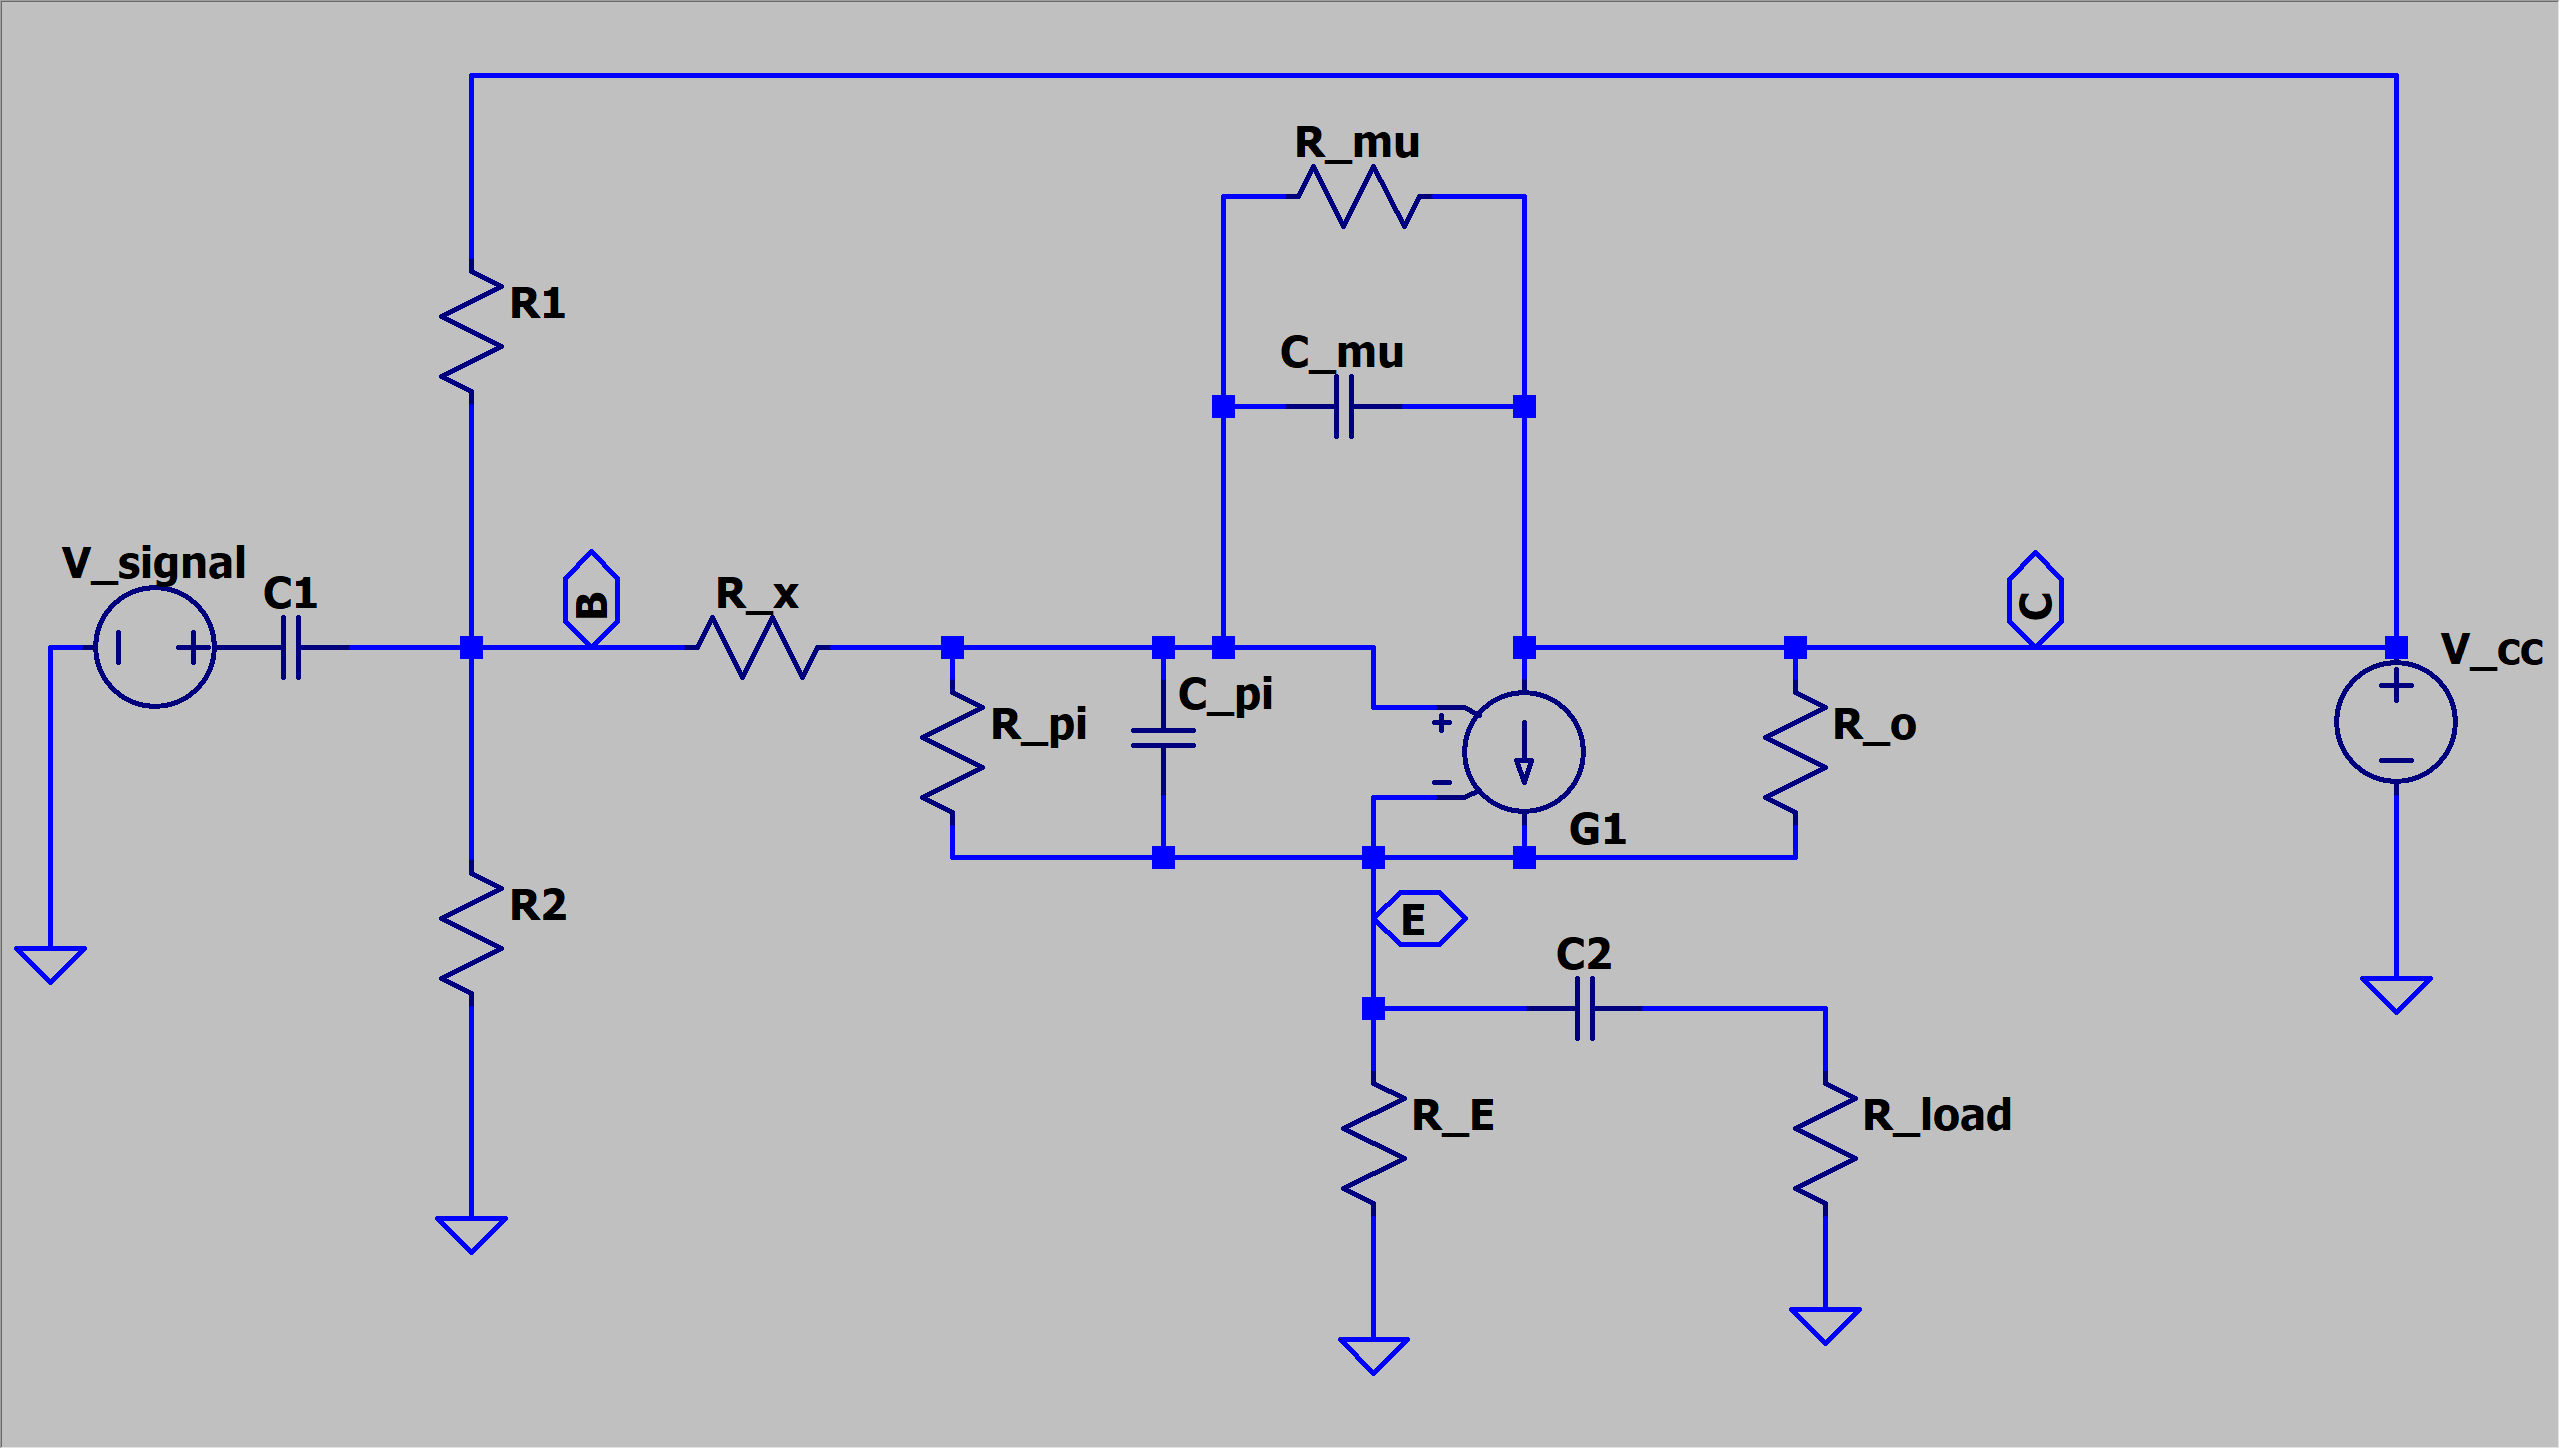 R_mu
R1
C_mu
V_signal
C1
B
R_x
C
V_cc
C_pi
R_pi
R_o
G1
R2
E
C2
R_E
R_load